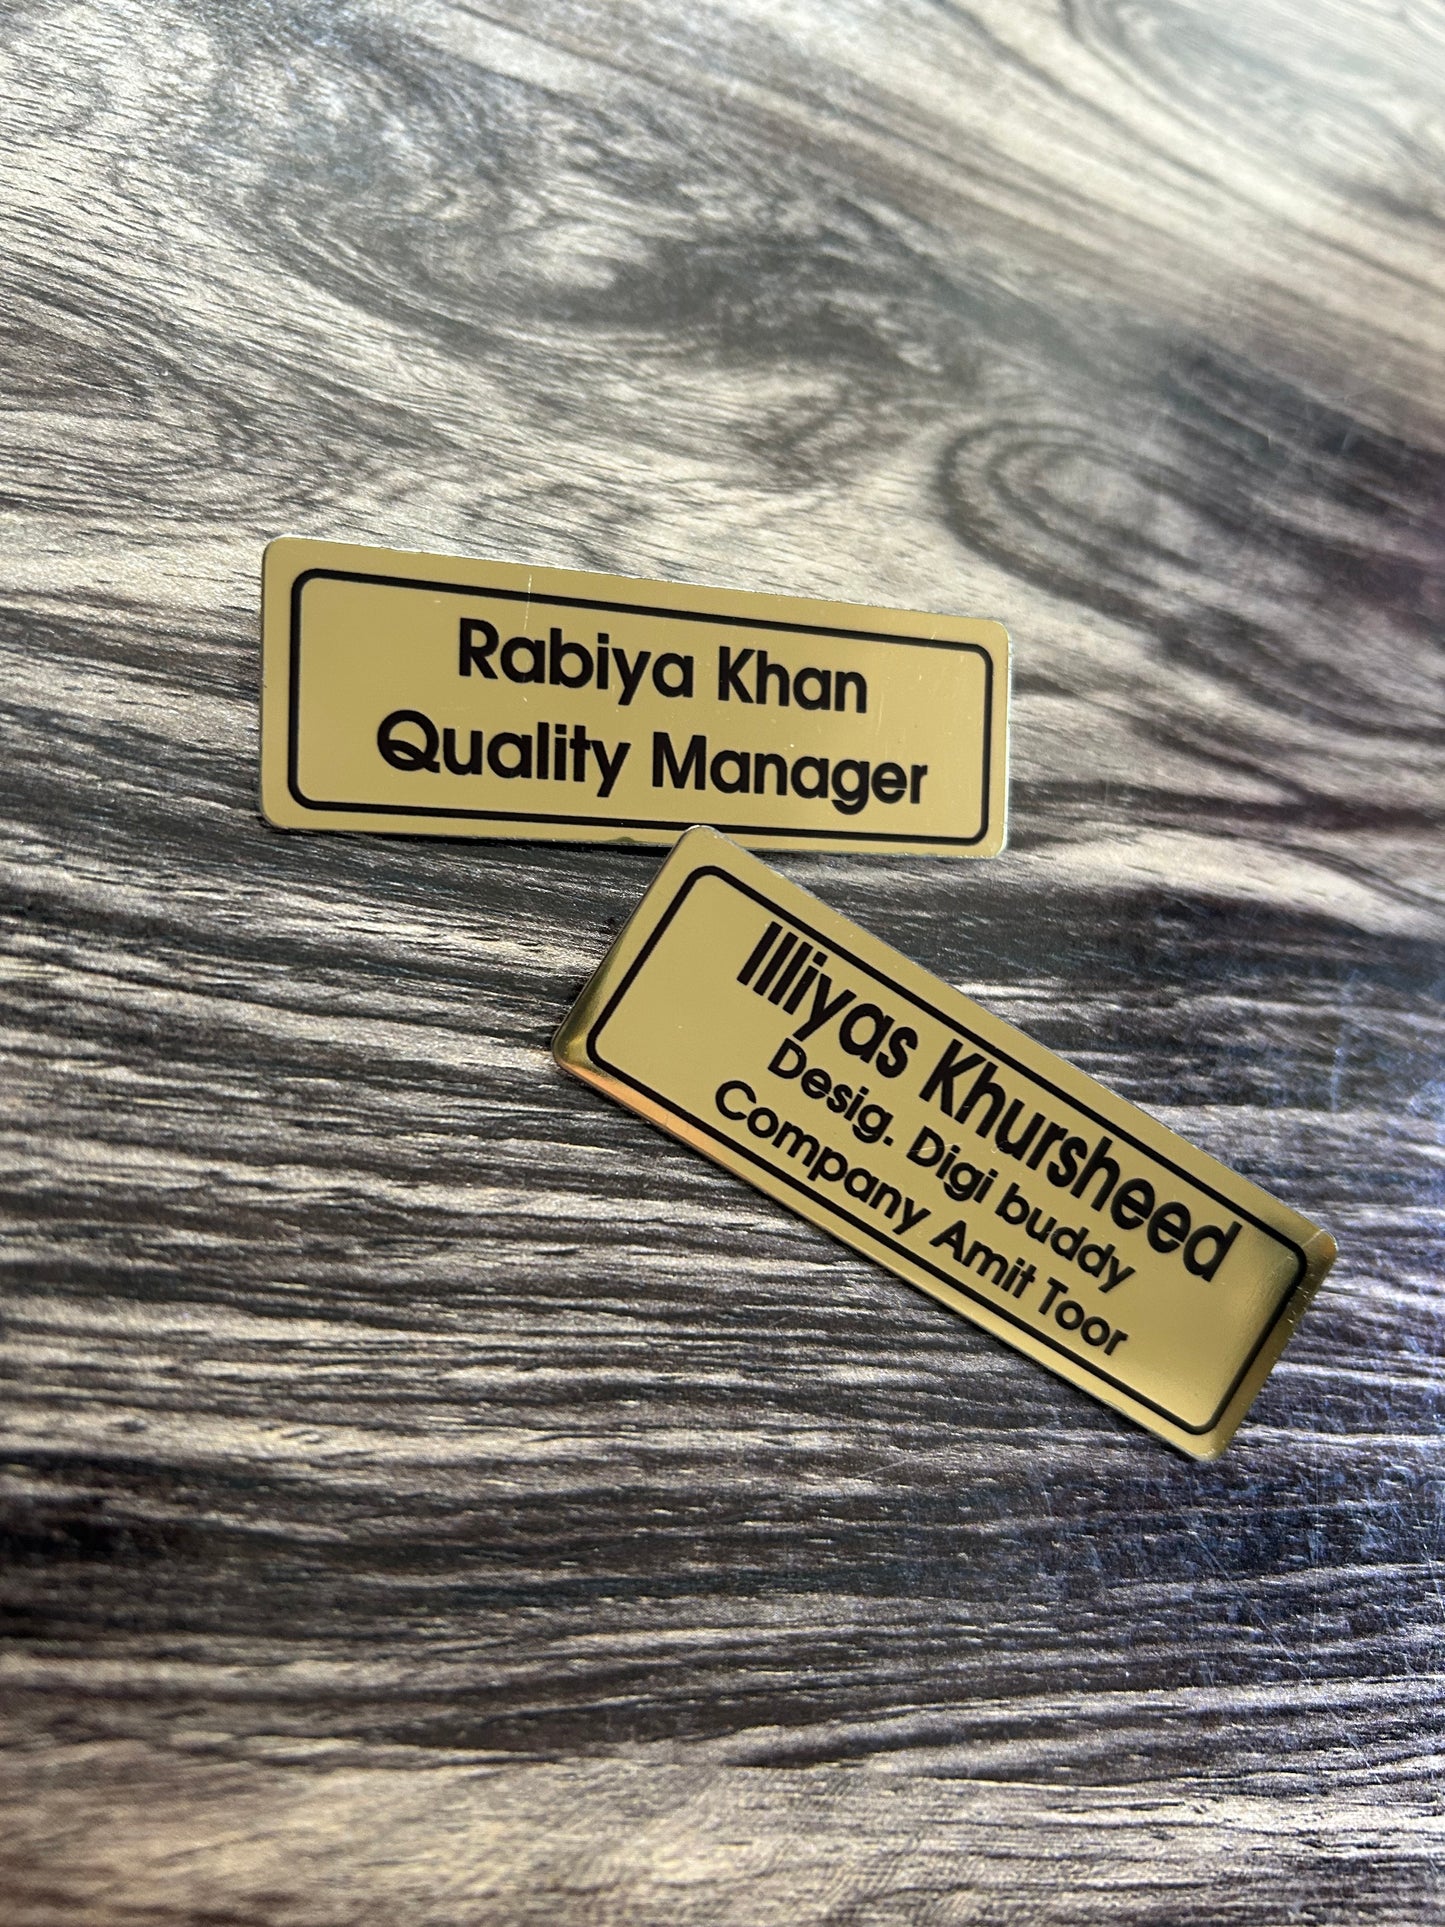 Rabiya Khan
Quality Manager
Illiyas Khursheed
Desig. Digi buddy
Company Amit Toor